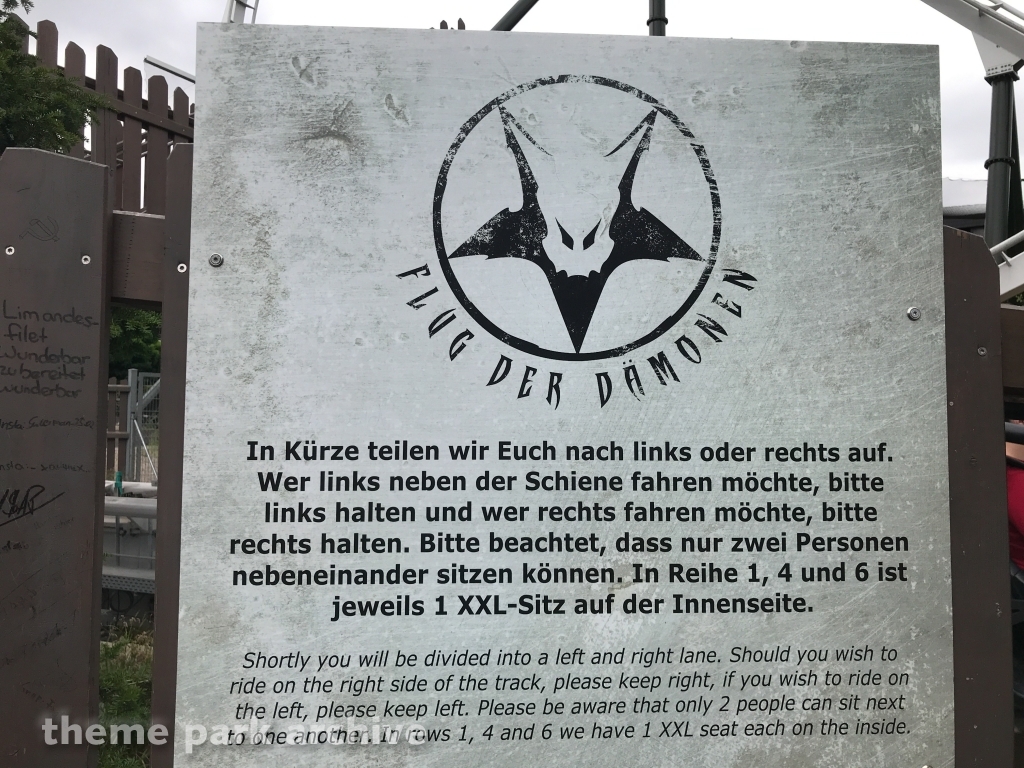 FLUG DER DÄMONEN
In Kürze teilen wir Euch nach links oder rechts auf.
Wer links neben der Schiene fahren möchte, bitte
links halten und wer rechts fahren möchte, bitte
rechts halten. Bitte beachtet, dass nur zwei Personen
nebeneinander sitzen können. In Reihe 1, 4 und 6 ist
jeweils 1 XXL-Sitz auf der Innenseite.
Shortly you will be divided into a left and right lane. Should you wish to
ride on the right side of the track, please keep right, if you wish to ride on
the left, please keep left. Please be aware that only 2 people can sit next
to one another. In rows 1, 4 and 6 we have 1 XXL seat each on the inside.
Limandes-
filet
Wunderbar
zubereitet
wunderbar
theme park archive